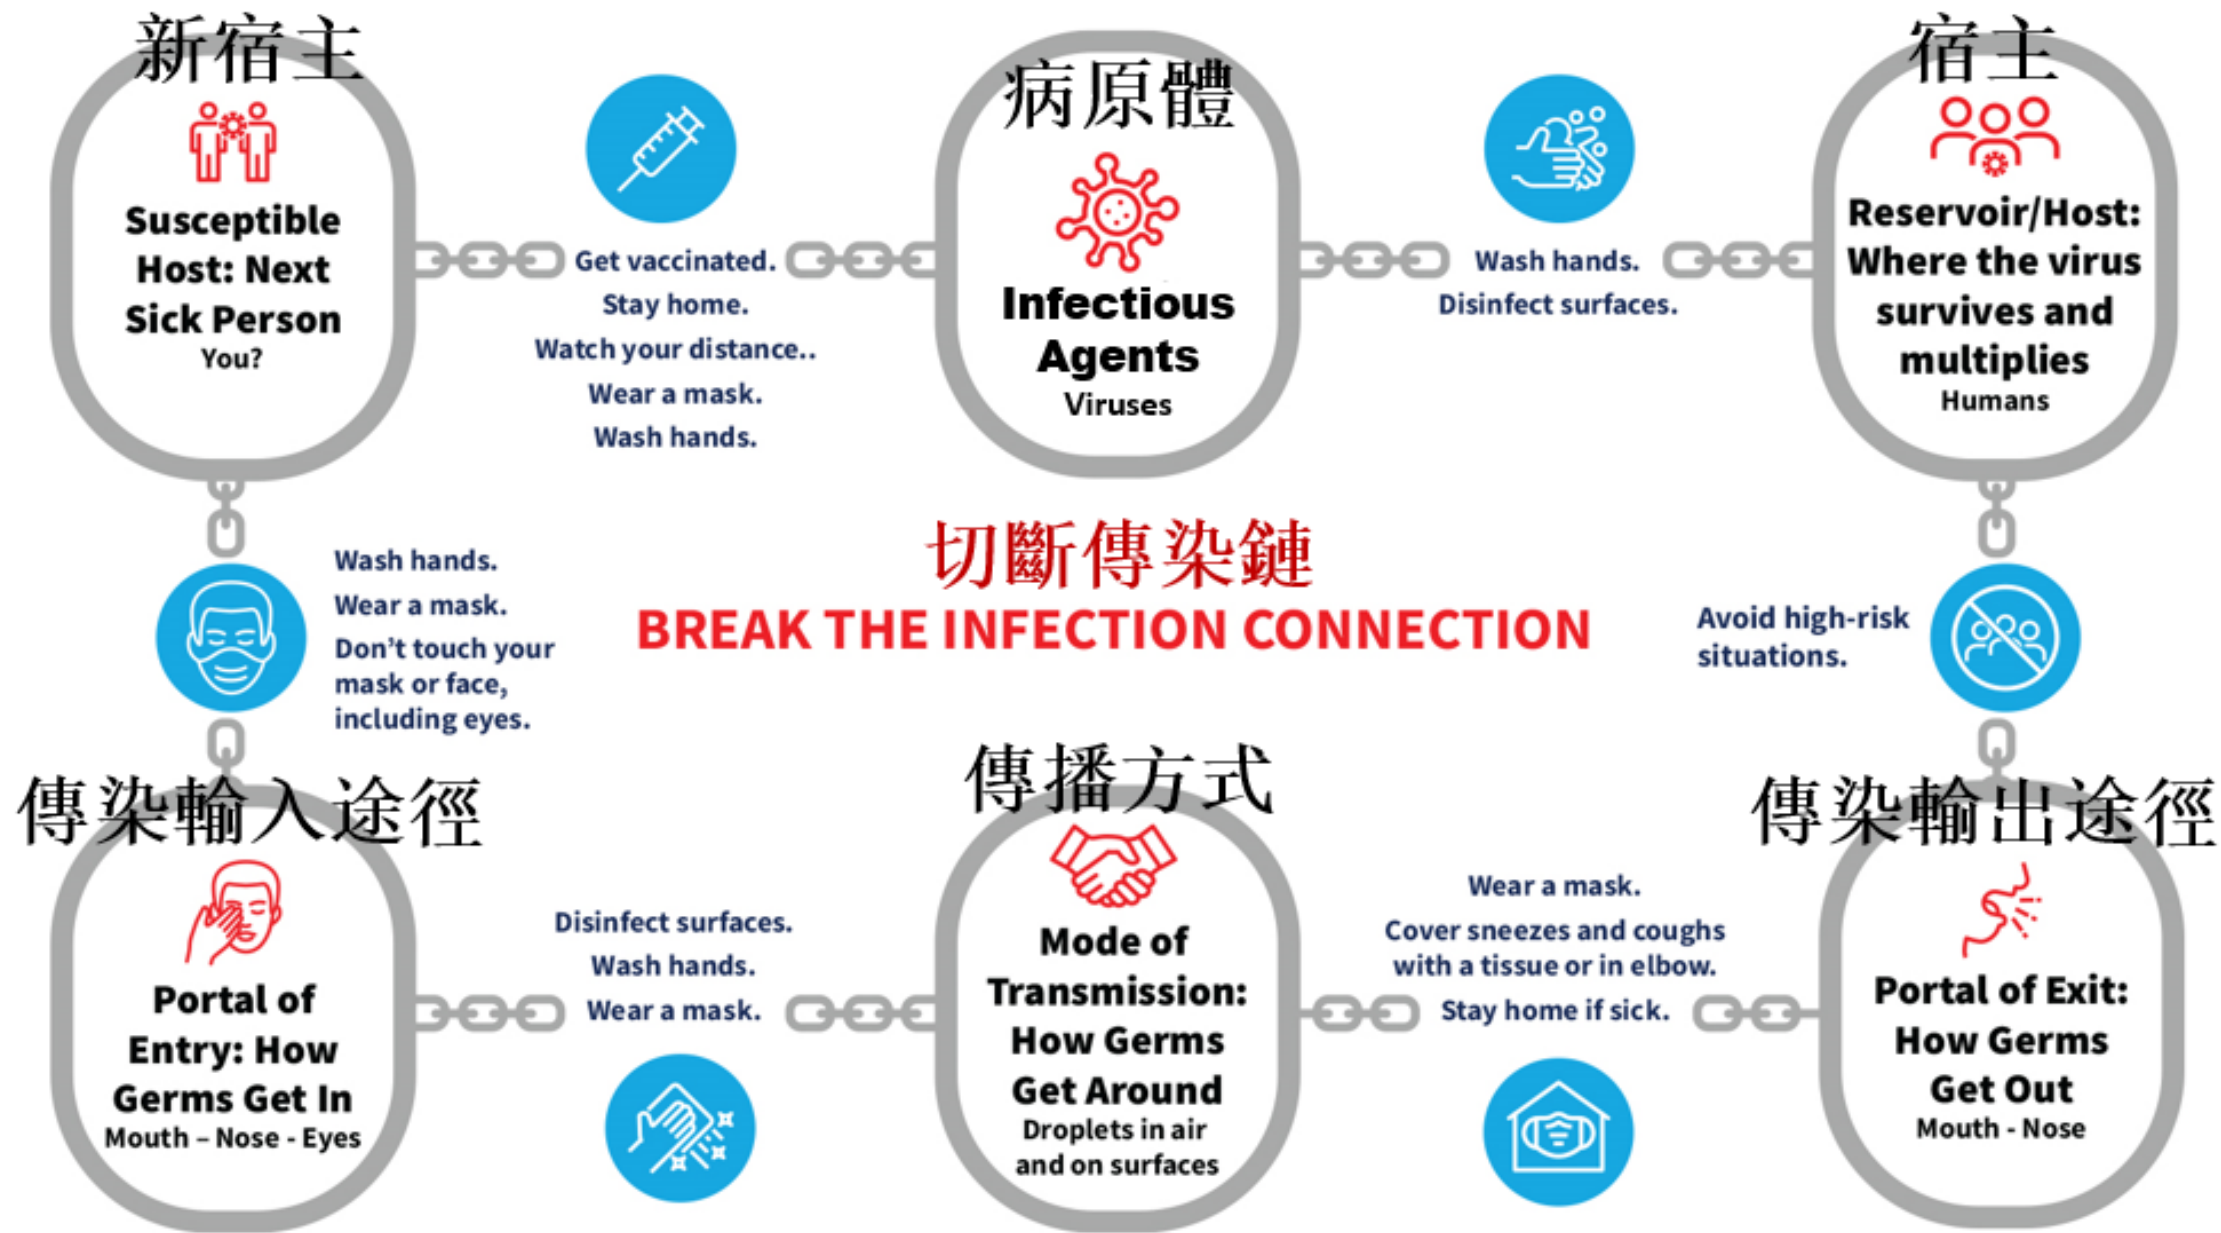 新宿主
Susceptible
Host: Next
Sick Person
You?
Get vaccinated.
Stay home.
Watch your distance..
Wear a mask.
Wash hands.
病原體
Infectious
Agents
Viruses
Wash hands.
Disinfect surfaces.
宿主
Reservoir/Host:
Where the virus
survives and
multiplies
Humans
Wash hands.
Wear a mask.
Don't touch your
mask or face,
including eyes.
切斷傳染鏈
BREAK THE INFECTION CONNECTION
Avoid high-risk
situations.
傳染輸入途徑
Portal of
Entry: How
Germs Get In
Mouth – Nose - Eyes
Disinfect surfaces.
Wash hands.
Wear a mask.
傳播方式
Mode of
Transmission:
How Germs
Get Around
Droplets in air
and on surfaces
Wear a mask.
Cover sneezes and coughs
with a tissue or in elbow.
Stay home if sick.
傳染輸出途徑
Portal of Exit:
How Germs
Get Out
Mouth - Nose